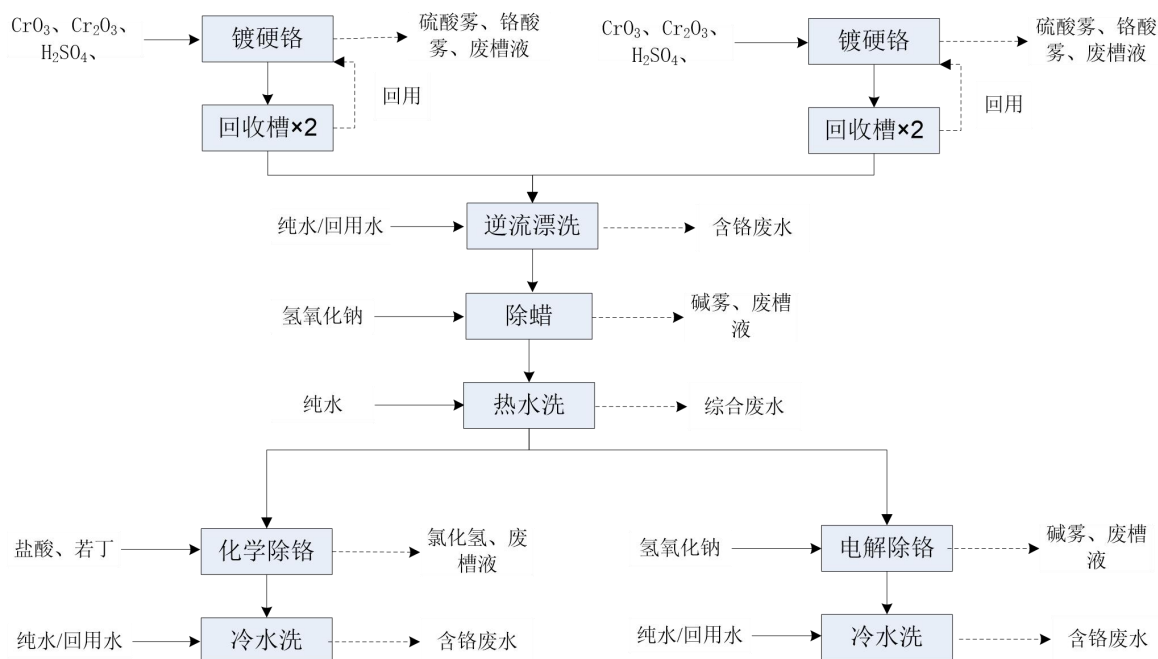 CrO₃、Cr₂O₃、
H₂SO₄、
镀硬铬
硫酸雾、铬酸
雾、废槽液
回用
回收槽×2
CrO₃、Cr₂O₃、
H₂SO₄、
镀硬铬
硫酸雾、铬酸
雾、废槽液
回用
回收槽×2
纯水/回用水
逆流漂洗
含铬废水
氢氧化钠
除蜡
碱雾、废槽
液
纯水
热水洗
综合废水
盐酸、若丁
化学除铬
氯化氢、废
槽液
氢氧化钠
电解除铬
碱雾、废槽
液
纯水/回用水
冷水洗
含铬废水
纯水/回用水
冷水洗
含铬废水